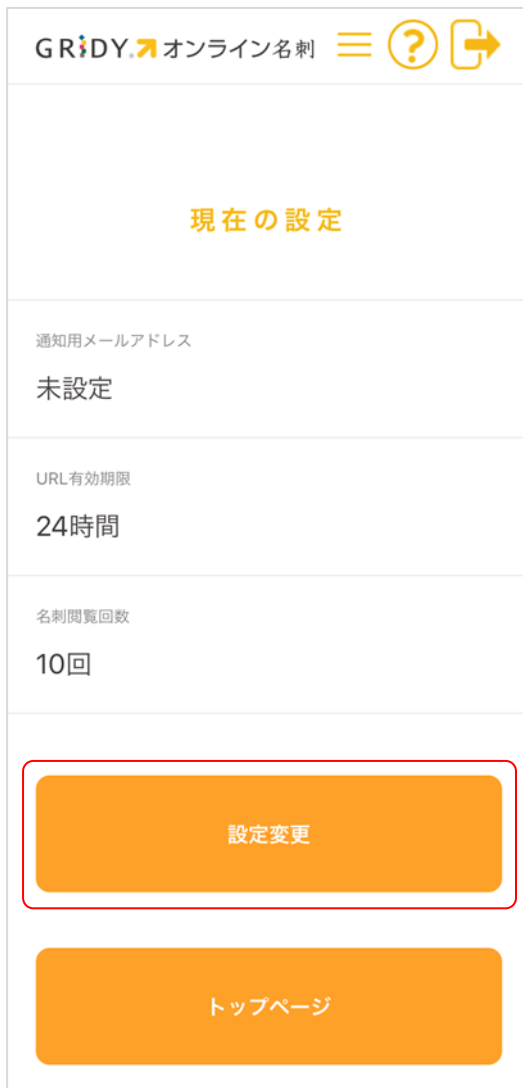 GRiDY.オンライン名刺
現在の設定
通知用メールアドレス
未設定
URL有効期限
24時間
名刺閲覧回数
10回
設定変更
トップページ